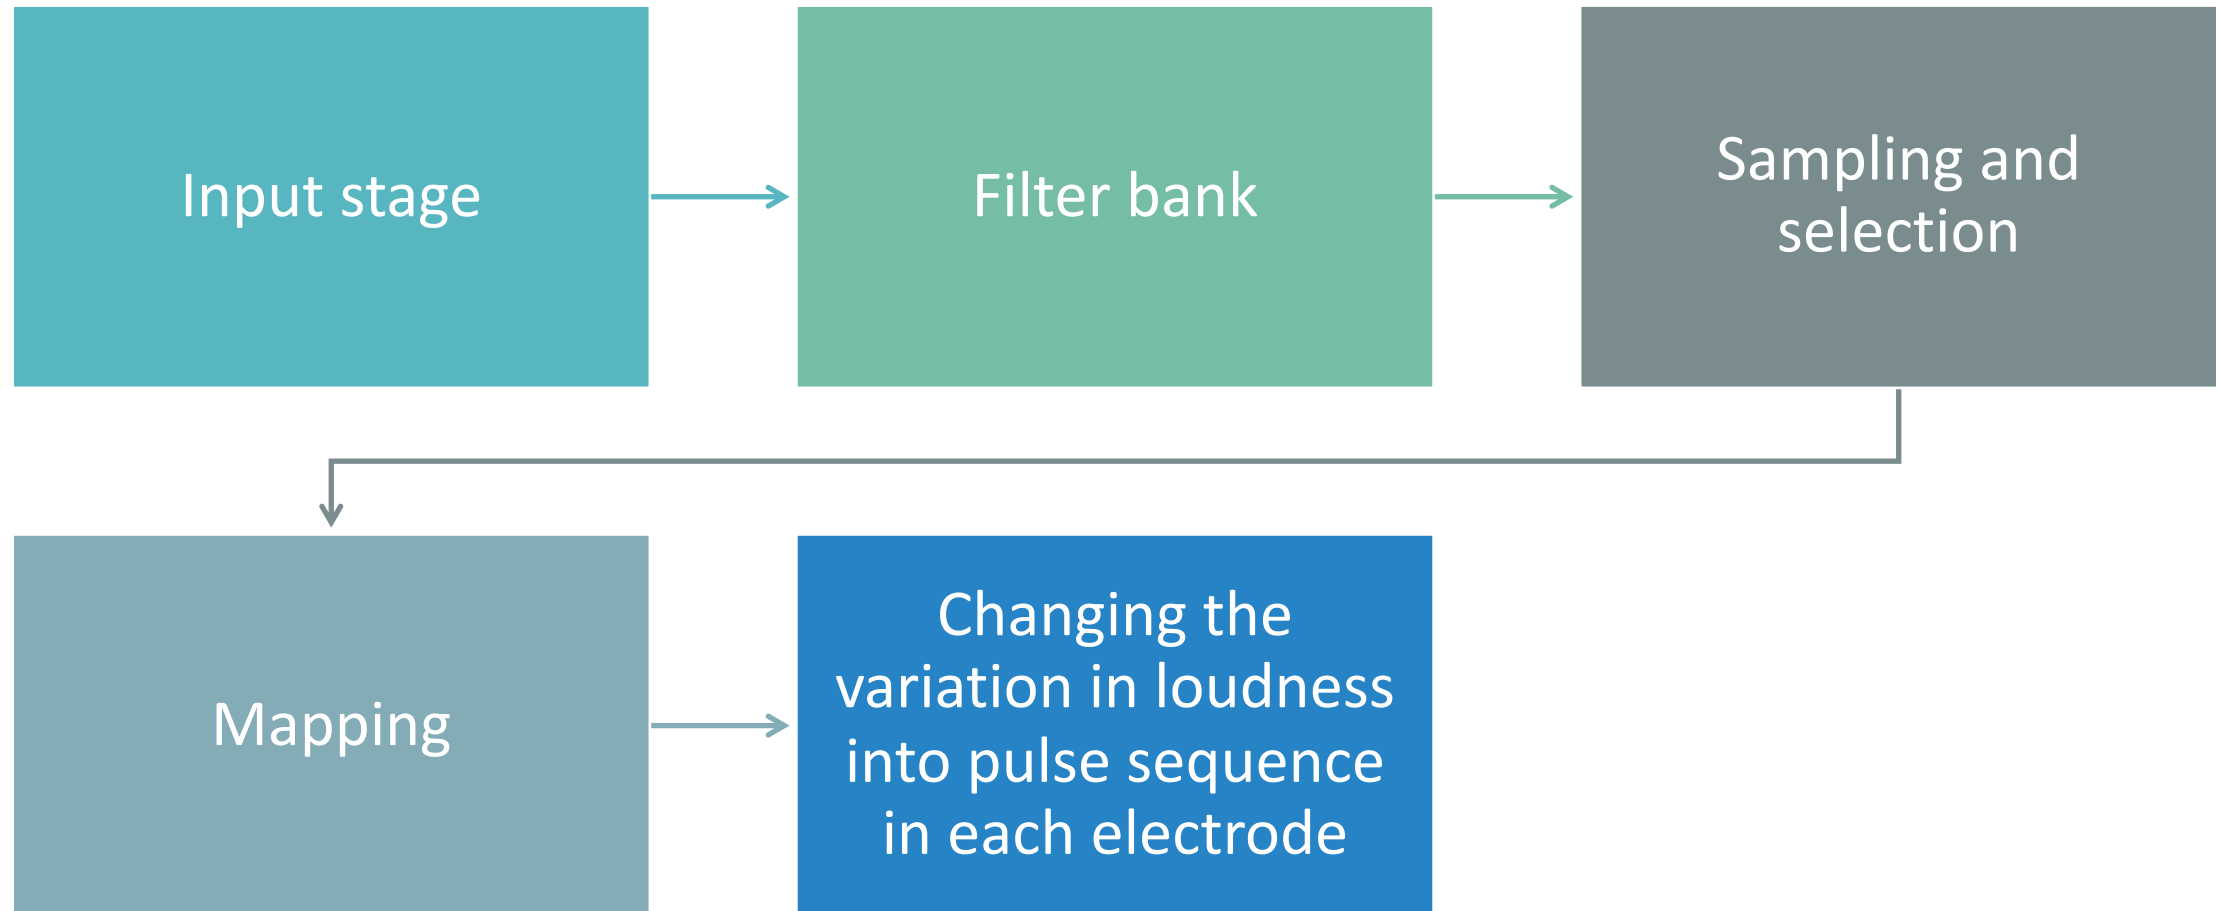 Input stage
Filter bank
Sampling and
selection
Mapping
Changing the
variation in loudness
into pulse sequence
in each electrode